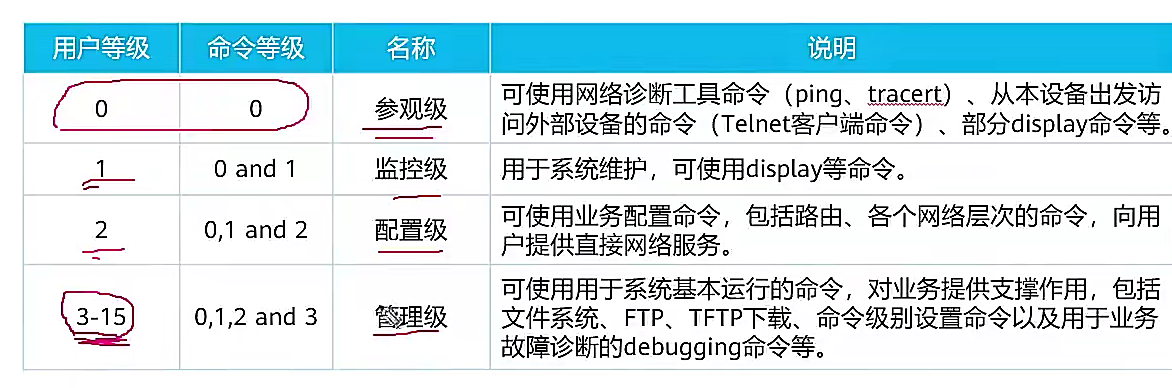 用户等级 命令等级 名称 说明
0 0 参观级 可使用网络诊断工具命令（ping、tracert）、从本设备出发访
问外部设备的命令（Telnet客户端命令）、部分display命令等。
1 0 and 1 监控级 用于系统维护，可使用display等命令。
2 0,1 and 2 配置级 可使用业务配置命令，包括路由、各个网络层次的命令，向用
户提供直接网络服务。
3-15 0,1,2 and 3 管理级 可使用用于系统基本运行的命令，对业务提供支撑作用，包括
文件系统、FTP、TFTP下载、命令级别设置命令以及用于业务
故障诊断的debugging命令等。